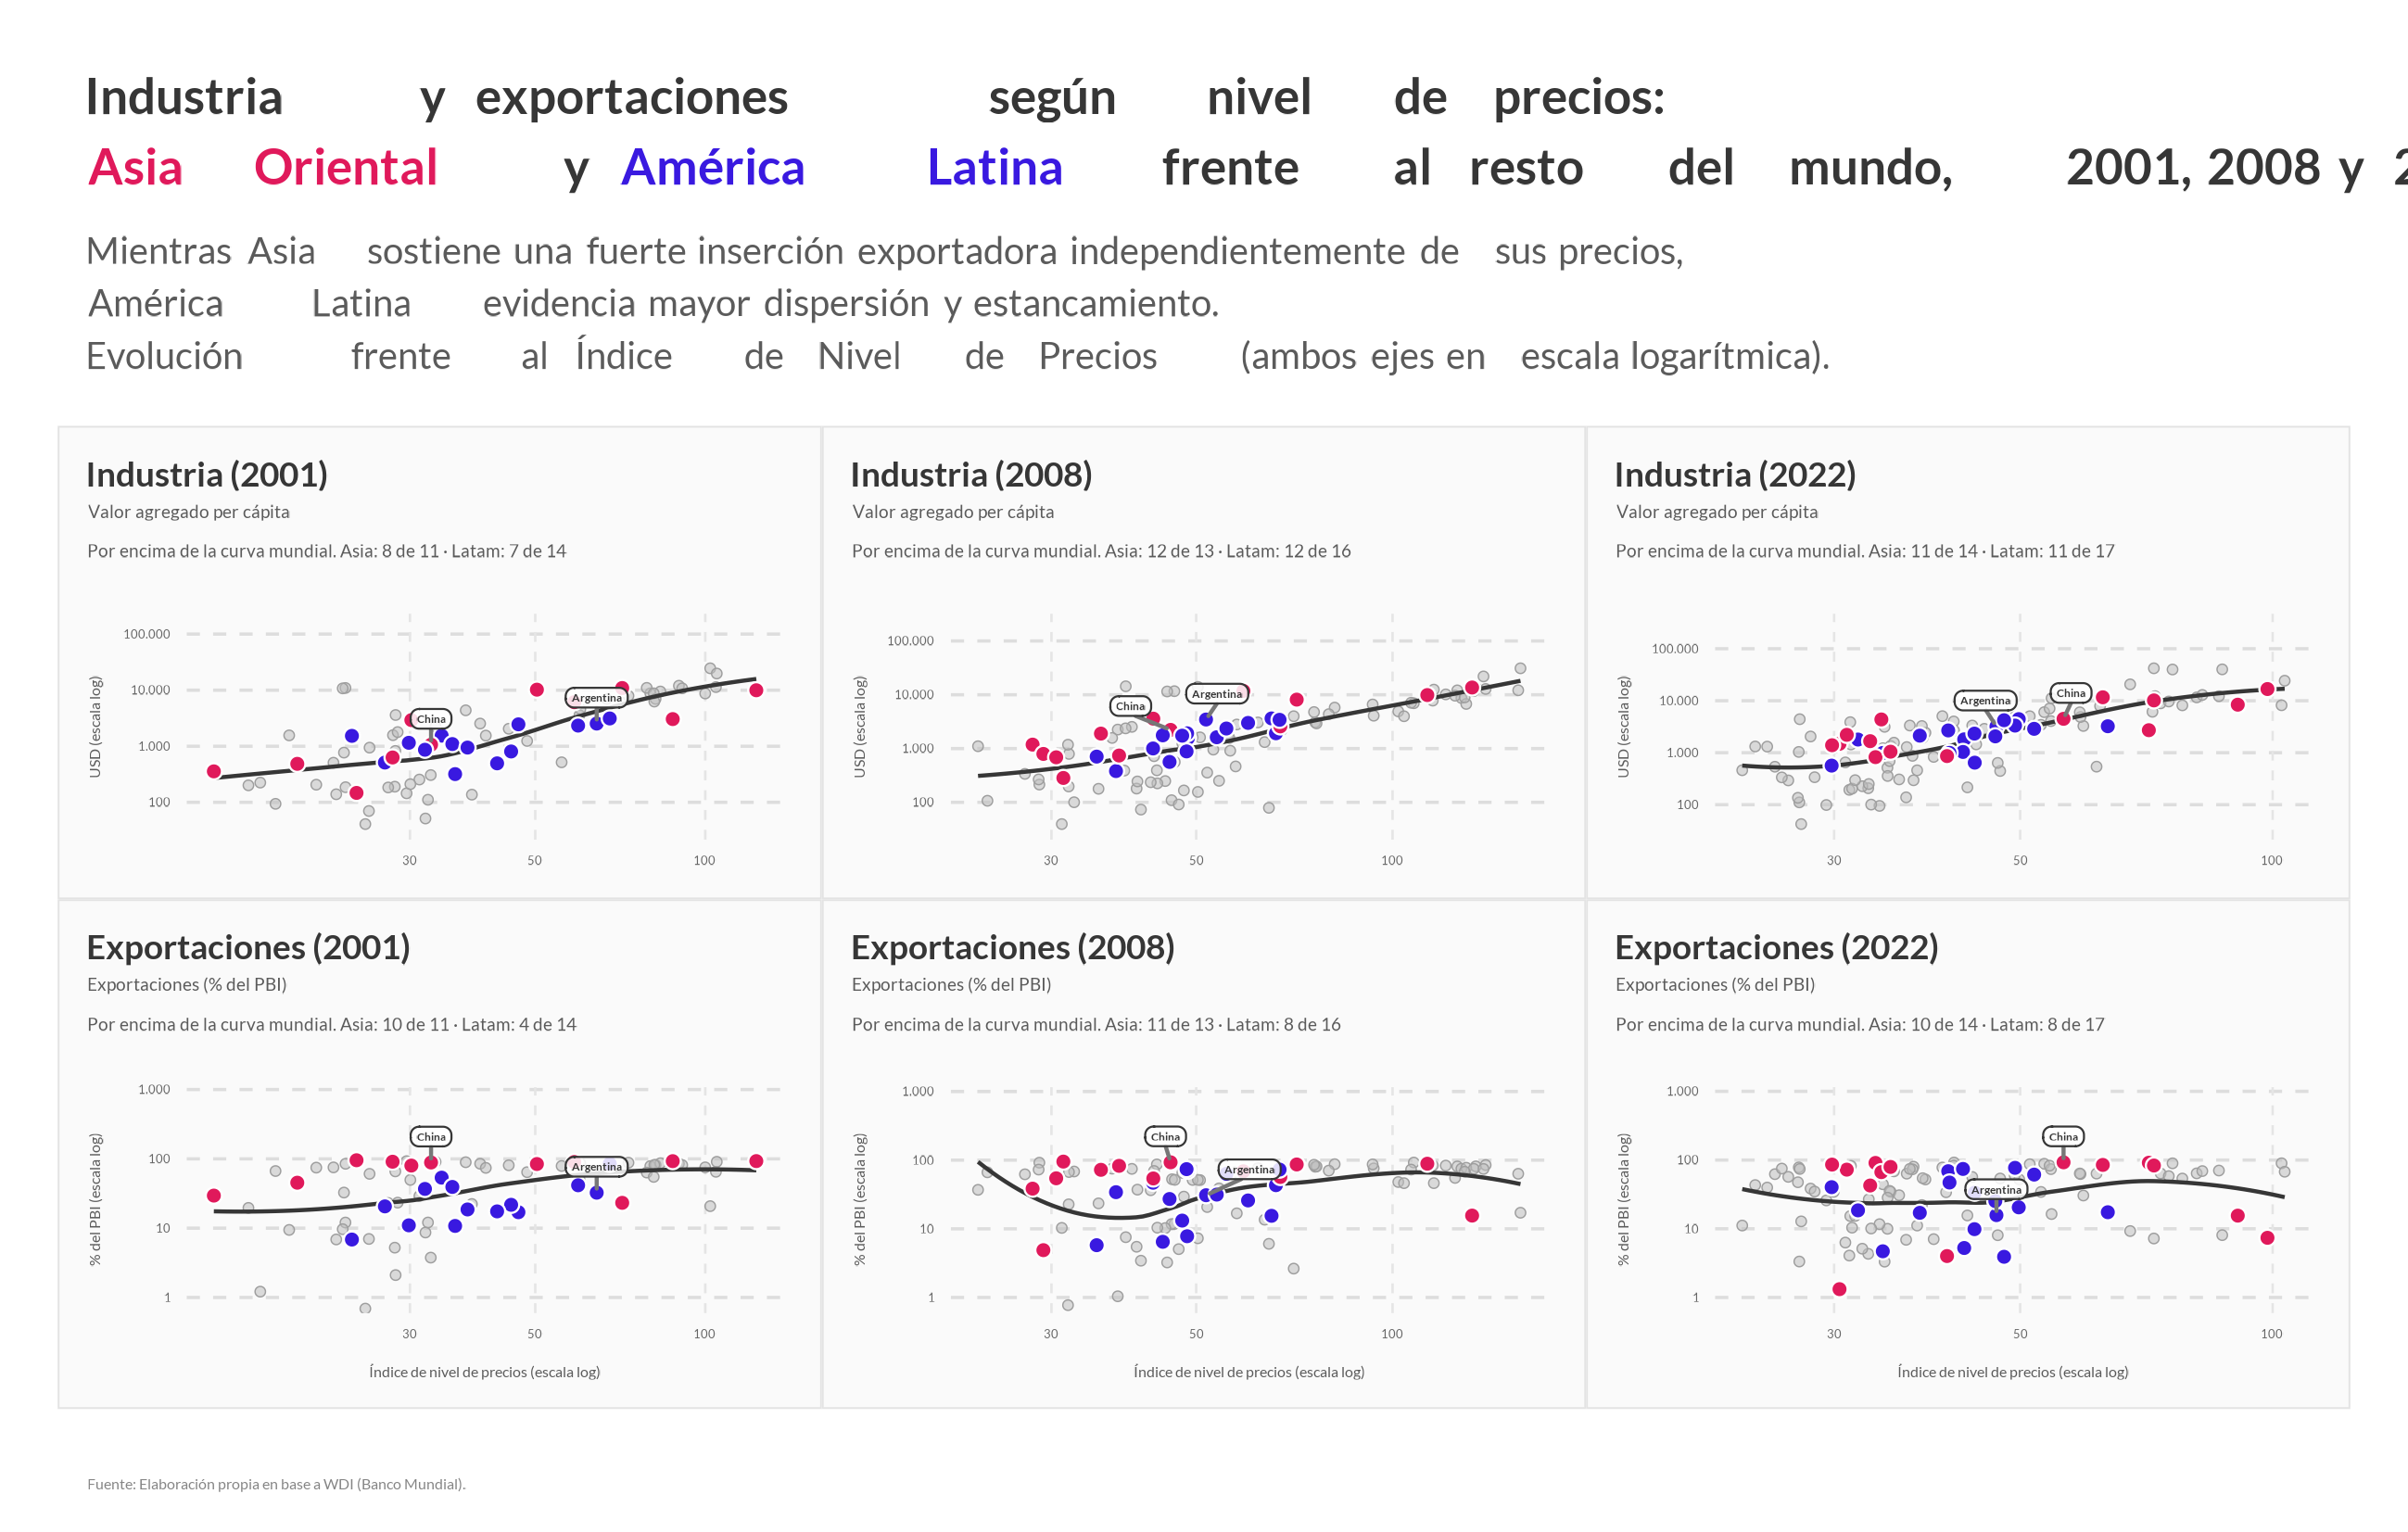 Industria y exportaciones según nivel de precios:
Asia Oriental y América Latina frente al resto del mundo, 2001, 2008 y 2
Mientras Asia sostiene una fuerte inserción exportadora independientemente de sus precios,
América Latina evidencia mayor dispersión y estancamiento.
Evolución frente al Índice de Nivel de Precios (ambos ejes en escala logarítmica).
Industria (2001)
Valor agregado per cápita
Por encima de la curva mundial. Asia: 8 de 11 · Latam: 7 de 14
USD (escala log)
100.000
10.000
1.000
100
China
Argentina
30 50 100
Industria (2008)
Valor agregado per cápita
Por encima de la curva mundial. Asia: 12 de 13 · Latam: 12 de 16
USD (escala log)
100.000
10.000
1.000
100
China
Argentina
30 50 100
Industria (2022)
Valor agregado per cápita
Por encima de la curva mundial. Asia: 11 de 14 · Latam: 11 de 17
USD (escala log)
100.000
10.000
1.000
100
Argentina
China
30 50 100
Exportaciones (2001)
Exportaciones (% del PBI)
Por encima de la curva mundial. Asia: 10 de 11 · Latam: 4 de 14
% del PBI (escala log)
1.000
100
10
1
China
Argentina
30 50 100
Índice de nivel de precios (escala log)
Exportaciones (2008)
Exportaciones (% del PBI)
Por encima de la curva mundial. Asia: 11 de 13 · Latam: 8 de 16
% del PBI (escala log)
1.000
100
10
1
China
Argentina
30 50 100
Índice de nivel de precios (escala log)
Exportaciones (2022)
Exportaciones (% del PBI)
Por encima de la curva mundial. Asia: 10 de 14 · Latam: 8 de 17
% del PBI (escala log)
1.000
100
10
1
China
Argentina
30 50 100
Índice de nivel de precios (escala log)
Fuente: Elaboración propia en base a WDI (Banco Mundial).